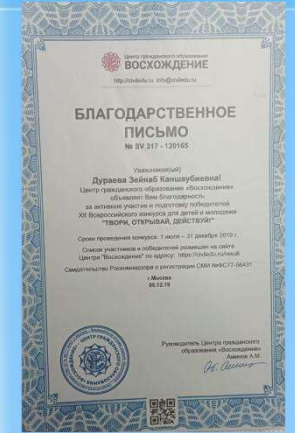 Центр гражданского образования
ВОСХОЖДЕНИЕ
http://civiledu.ru info@civiledu.ru
БЛАГОДАРСТВЕННОЕ
ПИСЬМО
№ SV 317 - 120165
Уважаемая(ый)
Дураева Зейнаб Каншаубиевна!
Центр гражданского образования «Восхождение»
объявляет Вам благодарность
за активное участие и подготовку победителей
XII Всероссийского конкурса для детей и молодежи
"ТВОРИ, ОТКРЫВАЙ, ДЕЙСТВУЙ!"
Сроки проведения конкурса: 1 июля – 31 декабря 2019 г.
Список участников и победителей размещен на сайте
Центра "Восхождение" по адресу: https://civiledu.ru/result
Свидетельство Роскомнадзора о регистрации СМИ №ФС77-56431
г.Москва
05.12.19
Руководитель Центра гражданского
образования «Восхождение»
Аминов А.М.